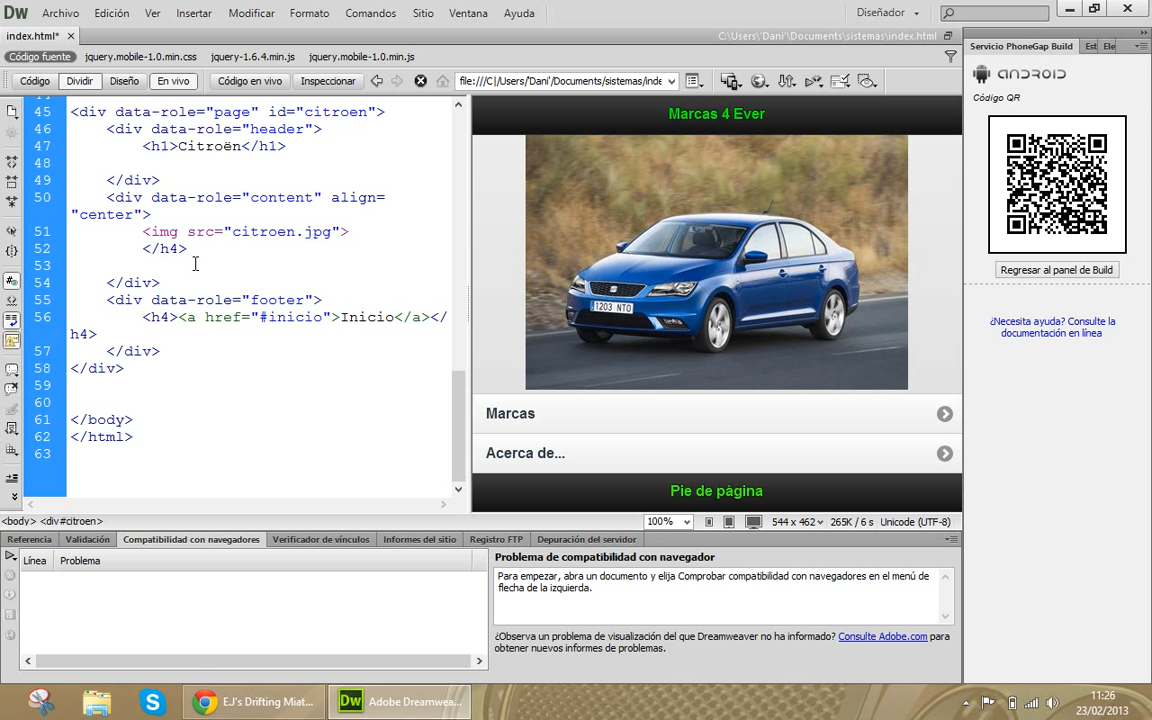 Dw Archivo Edición Ver Insertar Modificar Formato Comandos Sitio Ventana Ayuda Diseñador
index.html* C:\Users\'Dani'\Documents\sistemas\index.html
Código fuente jquery.mobile-1.0.min.css jquery-1.6.4.min.js jquery.mobile-1.0.min.js
Código Dividir Diseño En vivo Código en vivo Inspeccionar file:///C|/Users/'Dani'/Documents/sistemas/inde
45 <div data-role="page" id="citroen">
46 <div data-role="header">
47 <h1>Citroën</h1>
48
49 </div>
50 <div data-role="content" align=
"center">
51 <img src="citroen.jpg">
52 </h4>
53
54 </div>
55 <div data-role="footer">
56 <h4><a href="#inicio">Inicio</a></
h4>
57 </div>
58 </div>
59
60
61 </body>
62 </html>
63
Marcas 4 Ever
1203 NTO
Marcas
Acerca de...
Pie de página
Servicio PhoneGap Build Est Ele
ANDROID
Código QR
Regresar al panel de Build
¿Necesita ayuda? Consulte la
documentación en línea
<body> <div#citroen> 100% 544 x 462 265K / 6 s Unicode (UTF-8)
Referencia Validación Compatibilidad con navegadores Verificador de vínculos Informes del sitio Registro FTP Depuración del servidor
Línea Problema
Problema de compatibilidad con navegador
Para empezar, abra un documento y elija Comprobar compatibilidad con navegadores en el menú de
flecha de la izquierda.
¿Observa un problema de visualización del que Dreamweaver no ha informado? Consulte Adobe.com para
obtener nuevos informes de problemas.
EJ's Drifting Miat... Dw Adobe Dreamwea...
11:26
23/02/2013